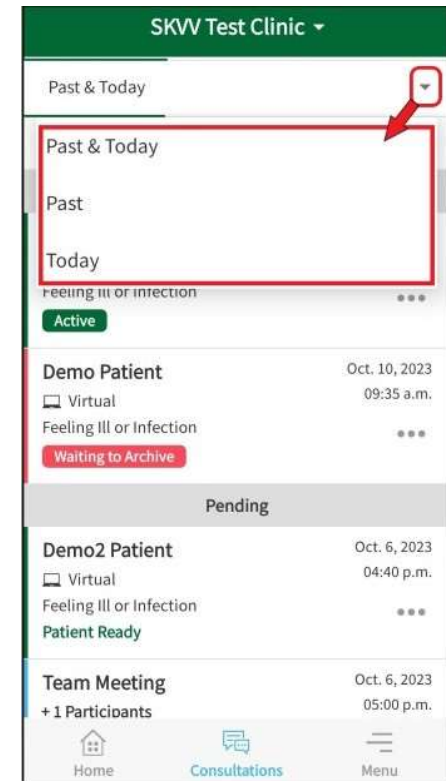 SKVV Test Clinic
Past & Today
Past & Today
Past
Today
Feeling Ill or Infection
Active
Demo Patient
Oct. 10, 2023
Virtual
09:35 a.m.
Feeling Ill or Infection
Waiting to Archive
Pending
Demo2 Patient
Oct. 6, 2023
Virtual
04:40 p.m.
Feeling Ill or Infection
Patient Ready
Team Meeting
Oct. 6, 2023
+ 1 Participants
05:00 p.m.
Home
Consultations
Menu